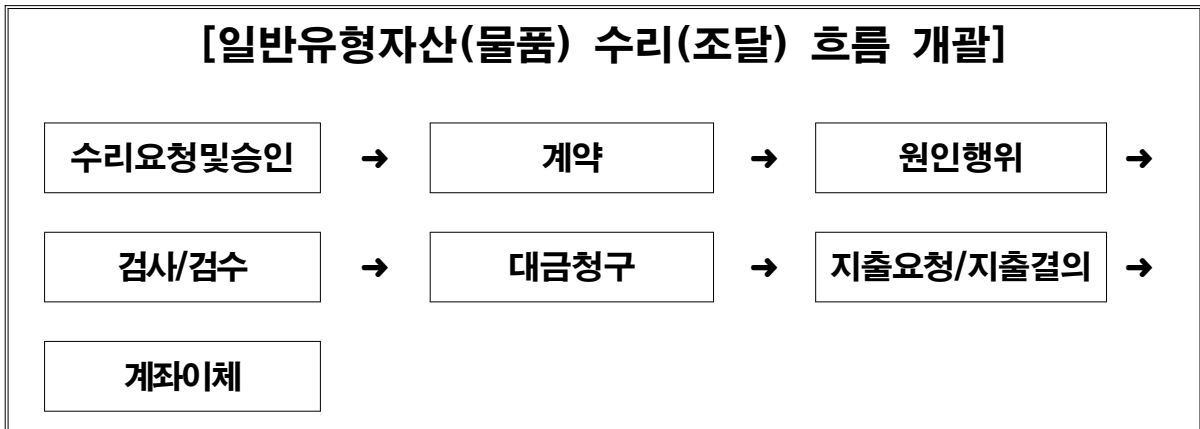 [일반유형자산(물품) 수리(조달) 흐름 개괄]
수리요청및승인 → 계약 → 원인행위 →
검사/검수 → 대금청구 → 지출요청/지출결의 →
계좌이체